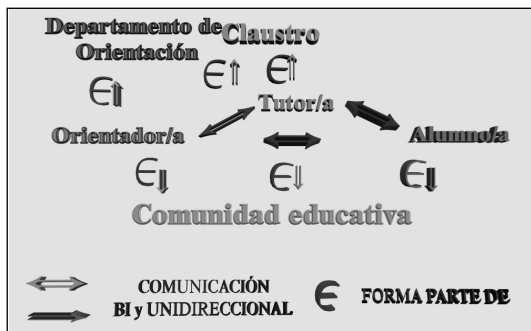 Departamento de
Orientación
Claustro
∈⇑
∈⇑
∈⇑
Tutor/a
Orientador/a
Alumno/a
∈⇓
∈⇓
∈⇓
Comunidad educativa
COMUNICACIÓN
BI y UNIDIRECCIONAL
∈ FORMA PARTE DE